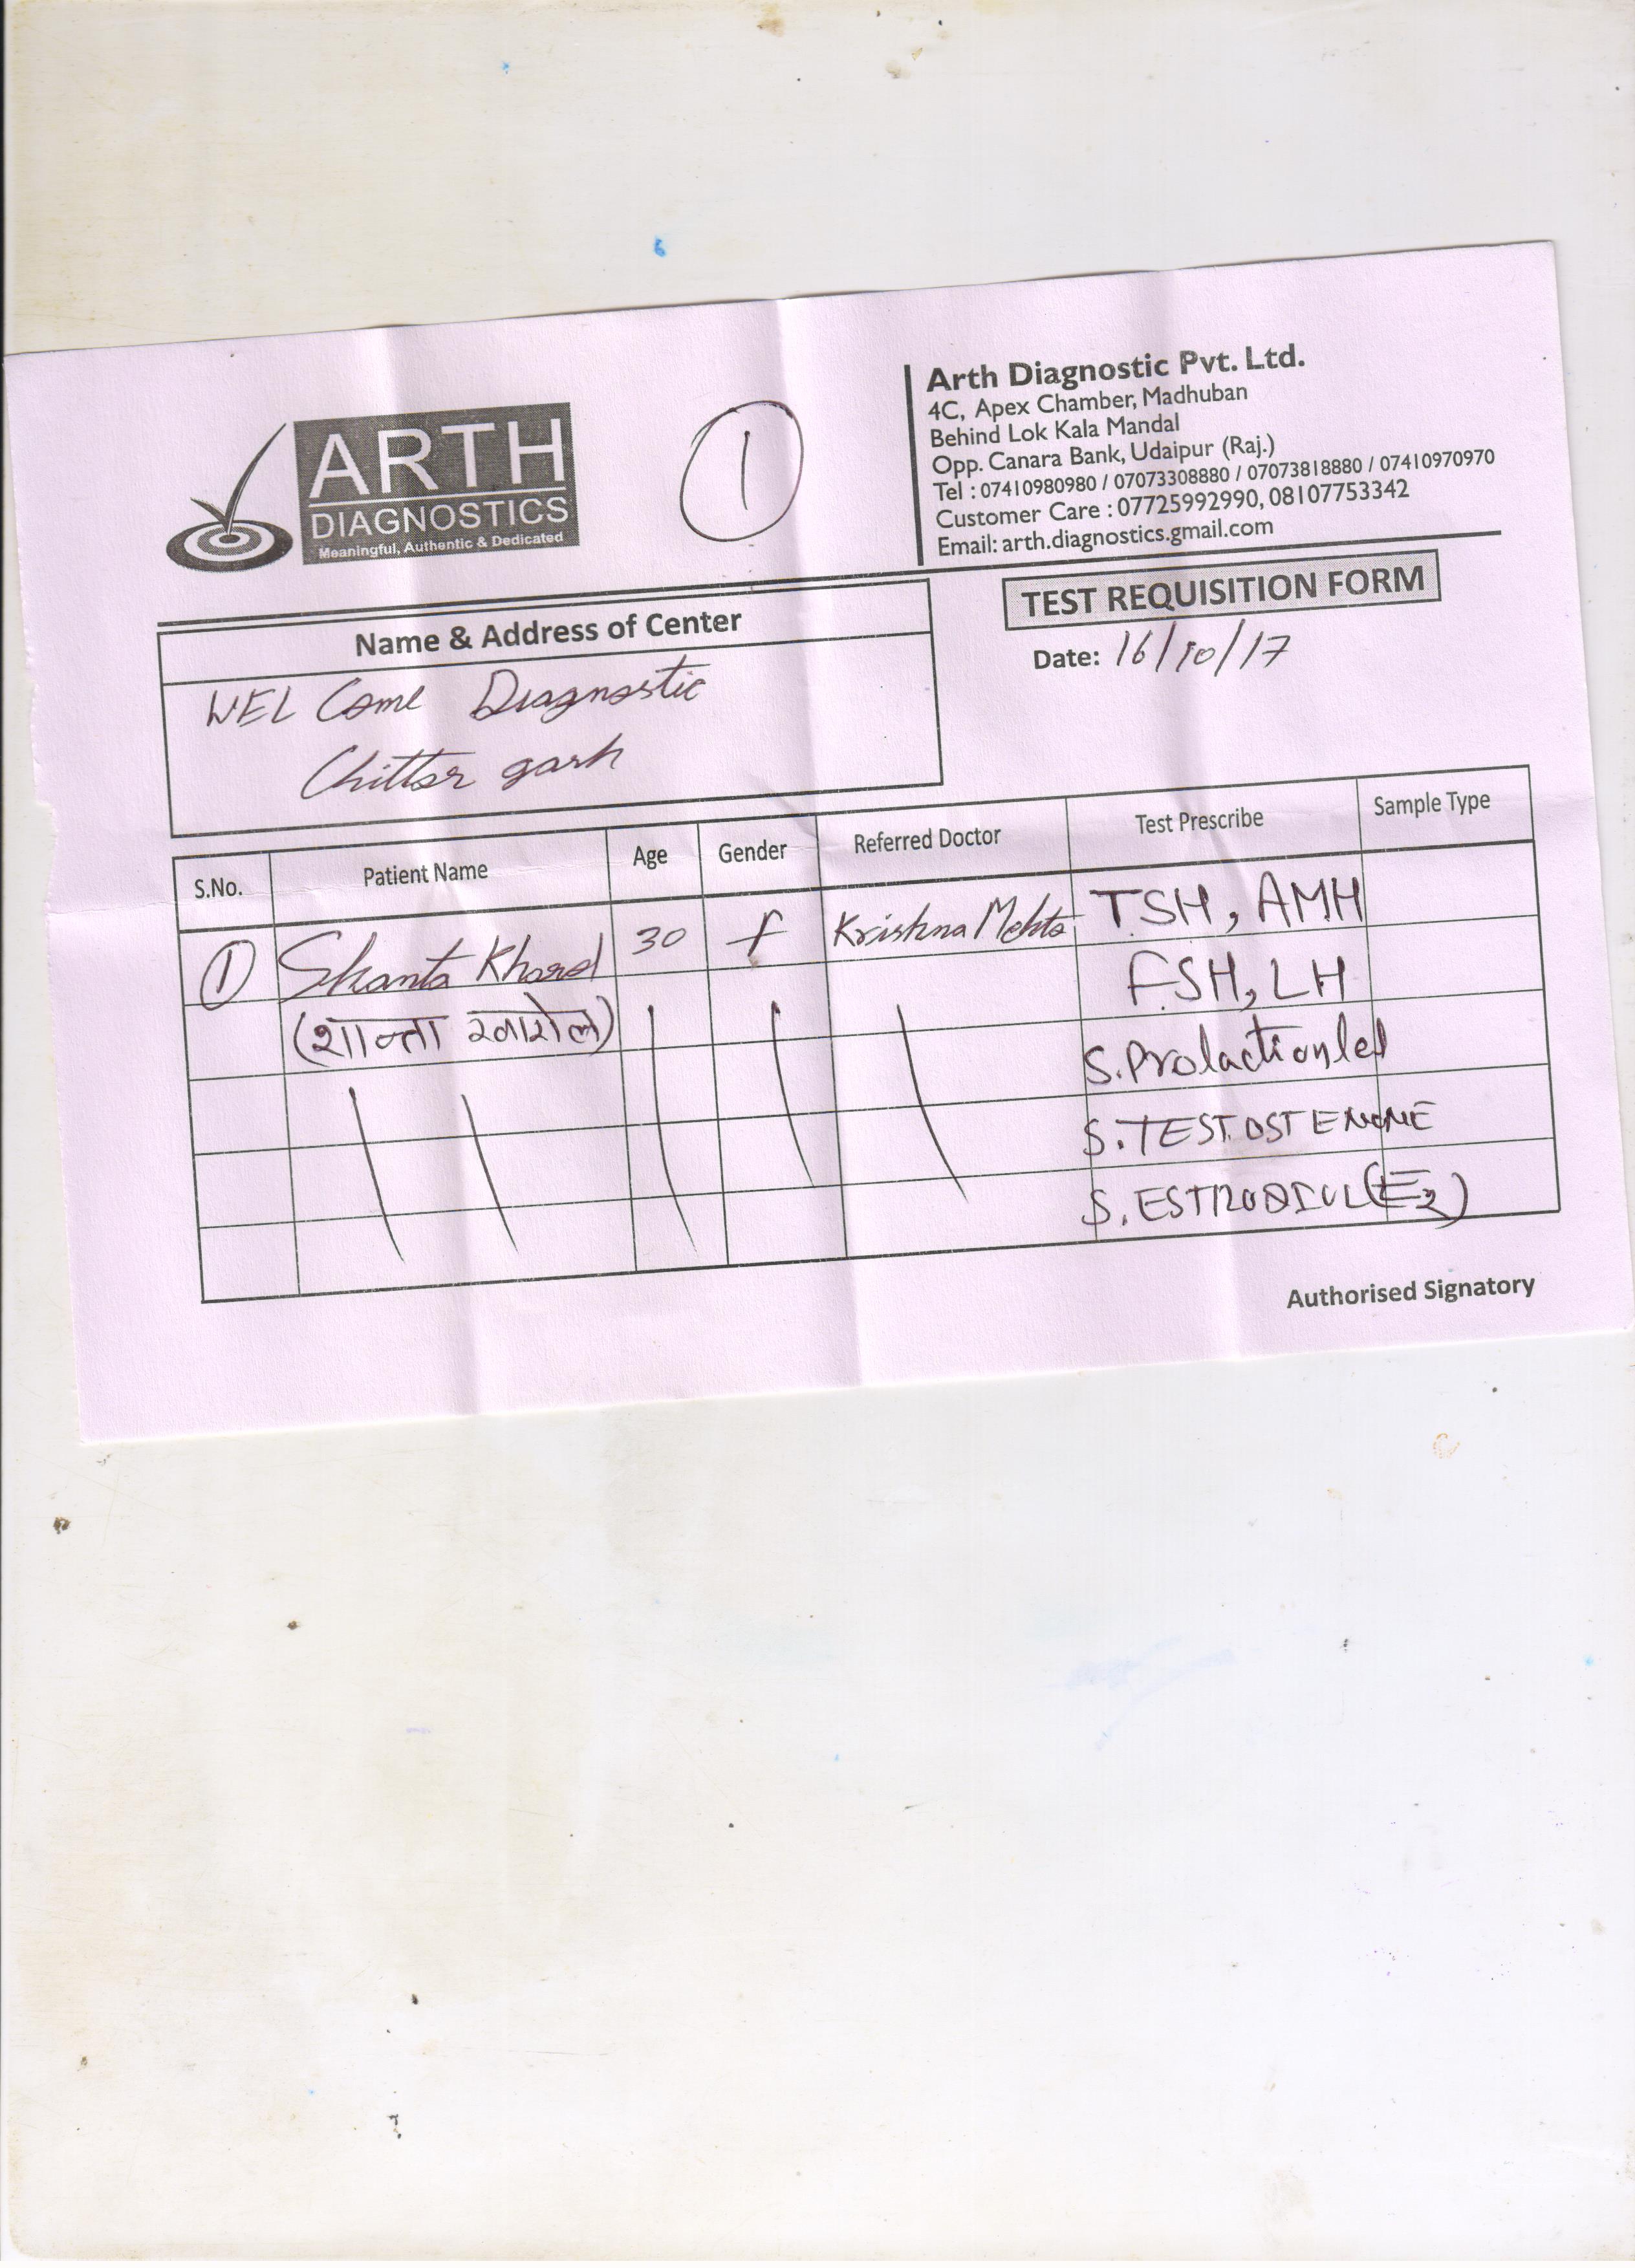 ARTH
DIAGNOSTICS
Meaningful, Authentic & Dedicated
1
Arth Diagnostic Pvt. Ltd.
4C, Apex Chamber, Madhuban
Behind Lok Kala Mandal
Opp. Canara Bank, Udaipur (Raj.)
Tel : 07410980980 / 07073308880 / 07073818880 / 07410970970
Customer Care : 07725992990, 08107753342
Email: arth.diagnostics.gmail.com
TEST REQUISITION FORM
Date: 16/10/17
Name & Address of Center
WEL Come Diagnostic
Chittor garh
S.No. Patient Name Age Gender Referred Doctor Test Prescribe Sample Type
1 Shanta Kharol 30 f Krishna Mehta TSH, AMH
FSH, LH
(शान्ता खारोल)
S. Prolactionlel
S. TESTOSTENONE
S. ESTRODIOL (E2)
Authorised Signatory